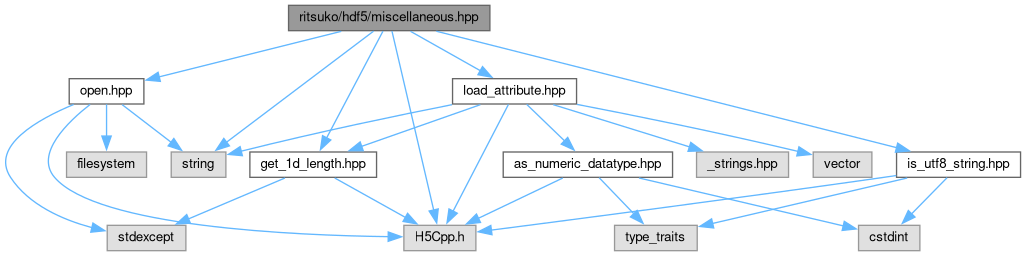 ritsuko/hdf5/miscellaneous.hpp
open.hpp
load_attribute.hpp
filesystem
string
get_1d_length.hpp
as_numeric_datatype.hpp
_strings.hpp
vector
is_utf8_string.hpp
stdexcept
H5Cpp.h
type_traits
cstdint